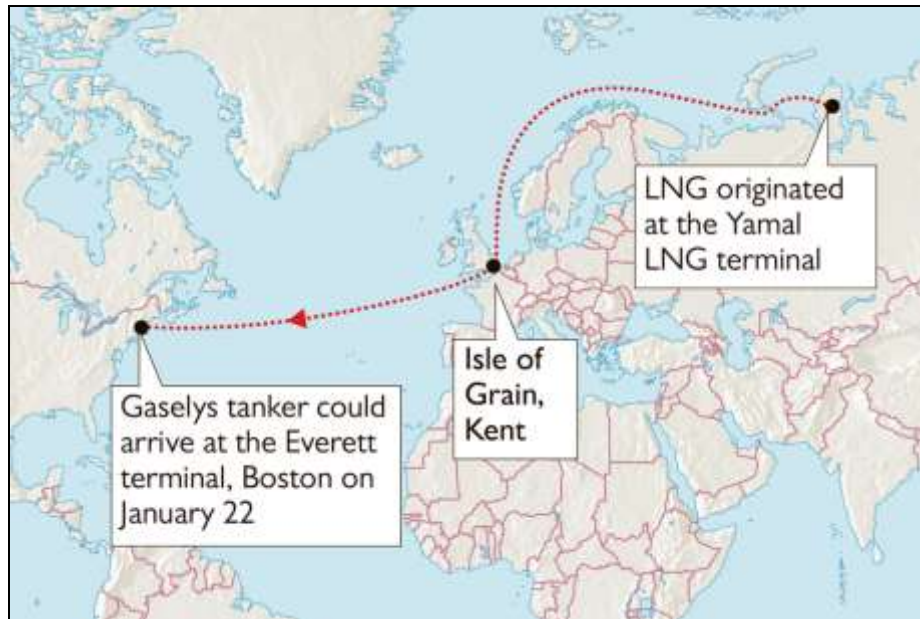 LNG originated
at the Yamal
LNG terminal
Isle of
Grain,
Kent
Gaselys tanker could
arrive at the Everett
terminal, Boston on
January 22